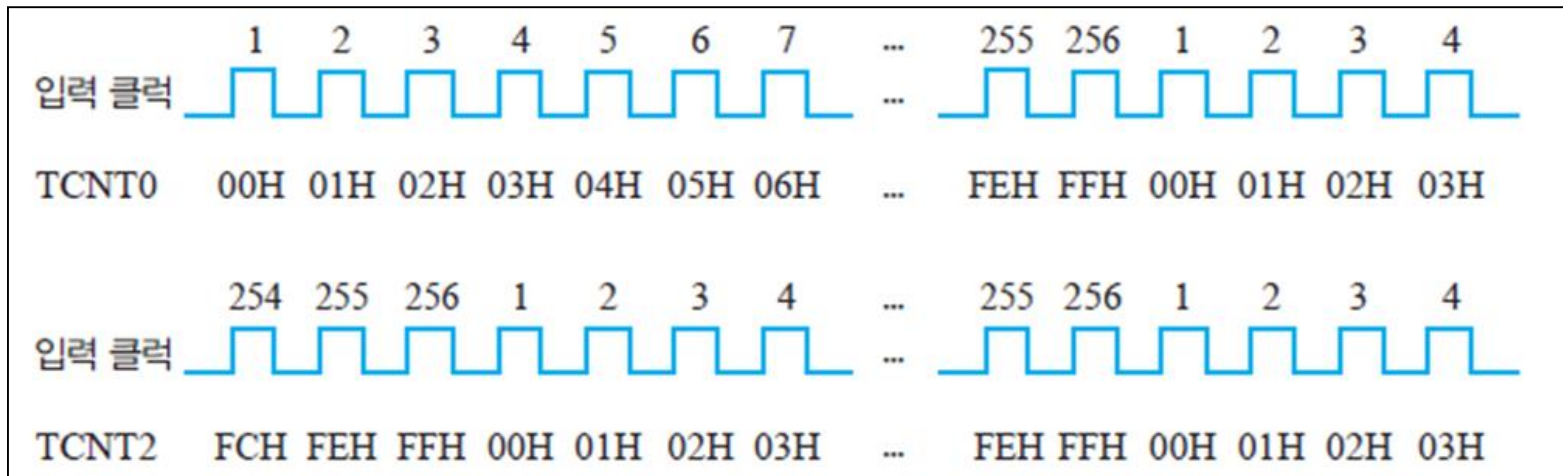 1 2 3 4 5 6 7 ... 255 256 1 2 3 4
입력 클럭 ...
TCNT0 00H 01H 02H 03H 04H 05H 06H ... FEH FFH 00H 01H 02H 03H
254 255 256 1 2 3 4 ... 255 256 1 2 3 4
입력 클럭 ...
TCNT2 FCH FEH FFH 00H 01H 02H 03H ... FEH FFH 00H 01H 02H 03H